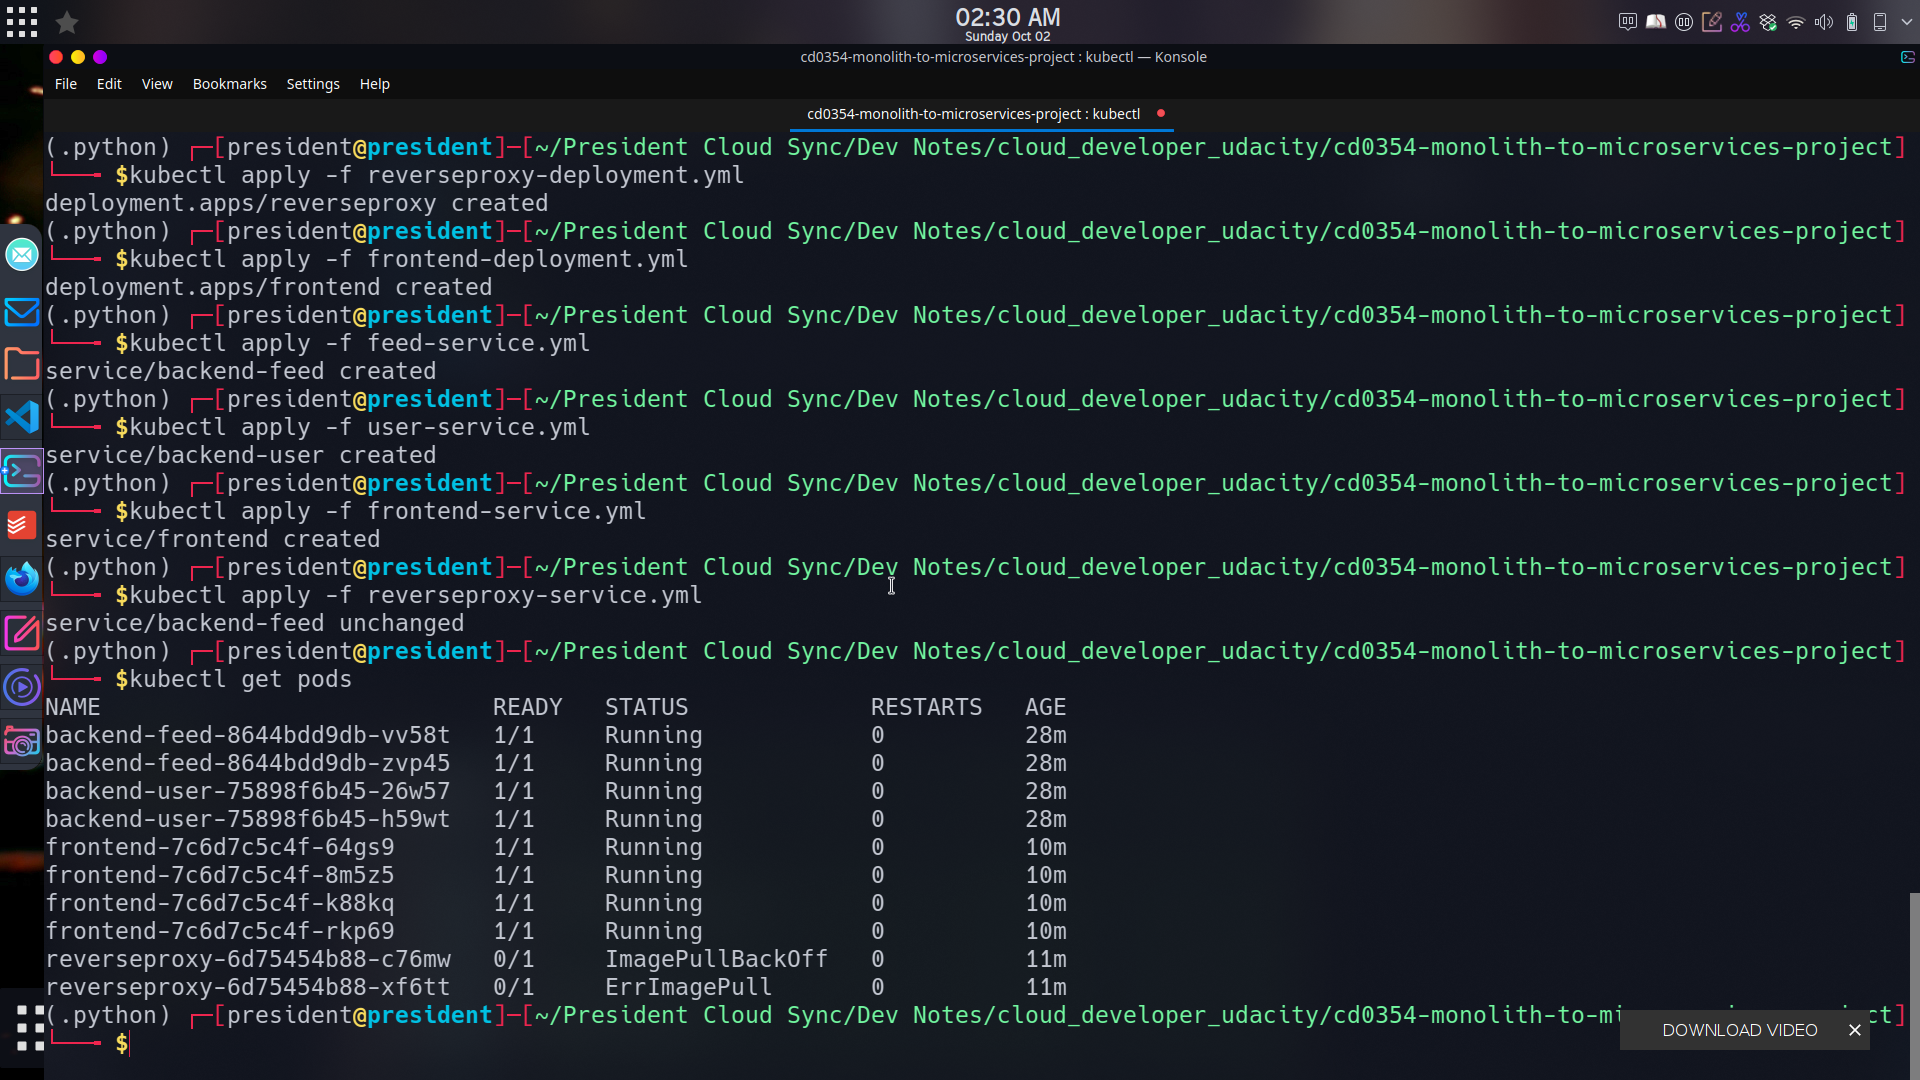 02:30 AM
Sunday Oct 02
cd0354-monolith-to-microservices-project : kubectl — Konsole
File Edit View Bookmarks Settings Help
cd0354-monolith-to-microservices-project : kubectl
(.python) ┌─[president@president]─[~/President Cloud Sync/Dev Notes/cloud_developer_udacity/cd0354-monolith-to-microservices-project]
└──╼ $kubectl apply -f reverseproxy-deployment.yml
deployment.apps/reverseproxy created
(.python) ┌─[president@president]─[~/President Cloud Sync/Dev Notes/cloud_developer_udacity/cd0354-monolith-to-microservices-project]
└──╼ $kubectl apply -f frontend-deployment.yml
deployment.apps/frontend created
(.python) ┌─[president@president]─[~/President Cloud Sync/Dev Notes/cloud_developer_udacity/cd0354-monolith-to-microservices-project]
└──╼ $kubectl apply -f feed-service.yml
service/backend-feed created
(.python) ┌─[president@president]─[~/President Cloud Sync/Dev Notes/cloud_developer_udacity/cd0354-monolith-to-microservices-project]
└──╼ $kubectl apply -f user-service.yml
service/backend-user created
(.python) ┌─[president@president]─[~/President Cloud Sync/Dev Notes/cloud_developer_udacity/cd0354-monolith-to-microservices-project]
└──╼ $kubectl apply -f frontend-service.yml
service/frontend created
(.python) ┌─[president@president]─[~/President Cloud Sync/Dev Notes/cloud_developer_udacity/cd0354-monolith-to-microservices-project]
└──╼ $kubectl apply -f reverseproxy-service.yml
service/backend-feed unchanged
(.python) ┌─[president@president]─[~/President Cloud Sync/Dev Notes/cloud_developer_udacity/cd0354-monolith-to-microservices-project]
└──╼ $kubectl get pods
NAME READY STATUS RESTARTS AGE
backend-feed-8644bdd9db-vv58t 1/1 Running 0 28m
backend-feed-8644bdd9db-zvp45 1/1 Running 0 28m
backend-user-75898f6b45-26w57 1/1 Running 0 28m
backend-user-75898f6b45-h59wt 1/1 Running 0 28m
frontend-7c6d7c5c4f-64gs9 1/1 Running 0 10m
frontend-7c6d7c5c4f-8m5z5 1/1 Running 0 10m
frontend-7c6d7c5c4f-k88kq 1/1 Running 0 10m
frontend-7c6d7c5c4f-rkp69 1/1 Running 0 10m
reverseproxy-6d75454b88-c76mw 0/1 ImagePullBackOff 0 11m
reverseproxy-6d75454b88-xf6tt 0/1 ErrImagePull 0 11m
(.python) ┌─[president@president]─[~/President Cloud Sync/Dev Notes/cloud_developer_udacity/cd0354-monolith-to-microservices-project]
└──╼ $
DOWNLOAD VIDEO